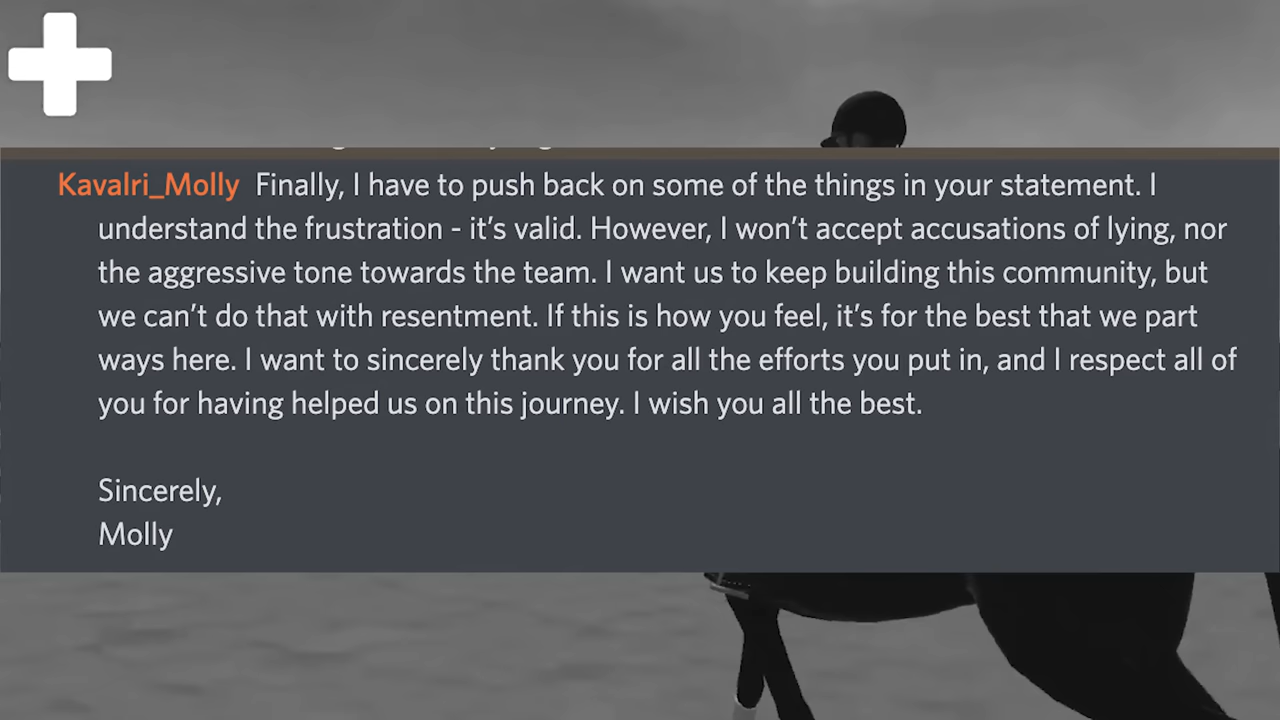 Kavalri_Molly Finally, I have to push back on some of the things in your statement. I
understand the frustration - it's valid. However, I won't accept accusations of lying, nor
the aggressive tone towards the team. I want us to keep building this community, but
we can't do that with resentment. If this is how you feel, it's for the best that we part
ways here. I want to sincerely thank you for all the efforts you put in, and I respect all of
you for having helped us on this journey. I wish you all the best.
Sincerely,
Molly